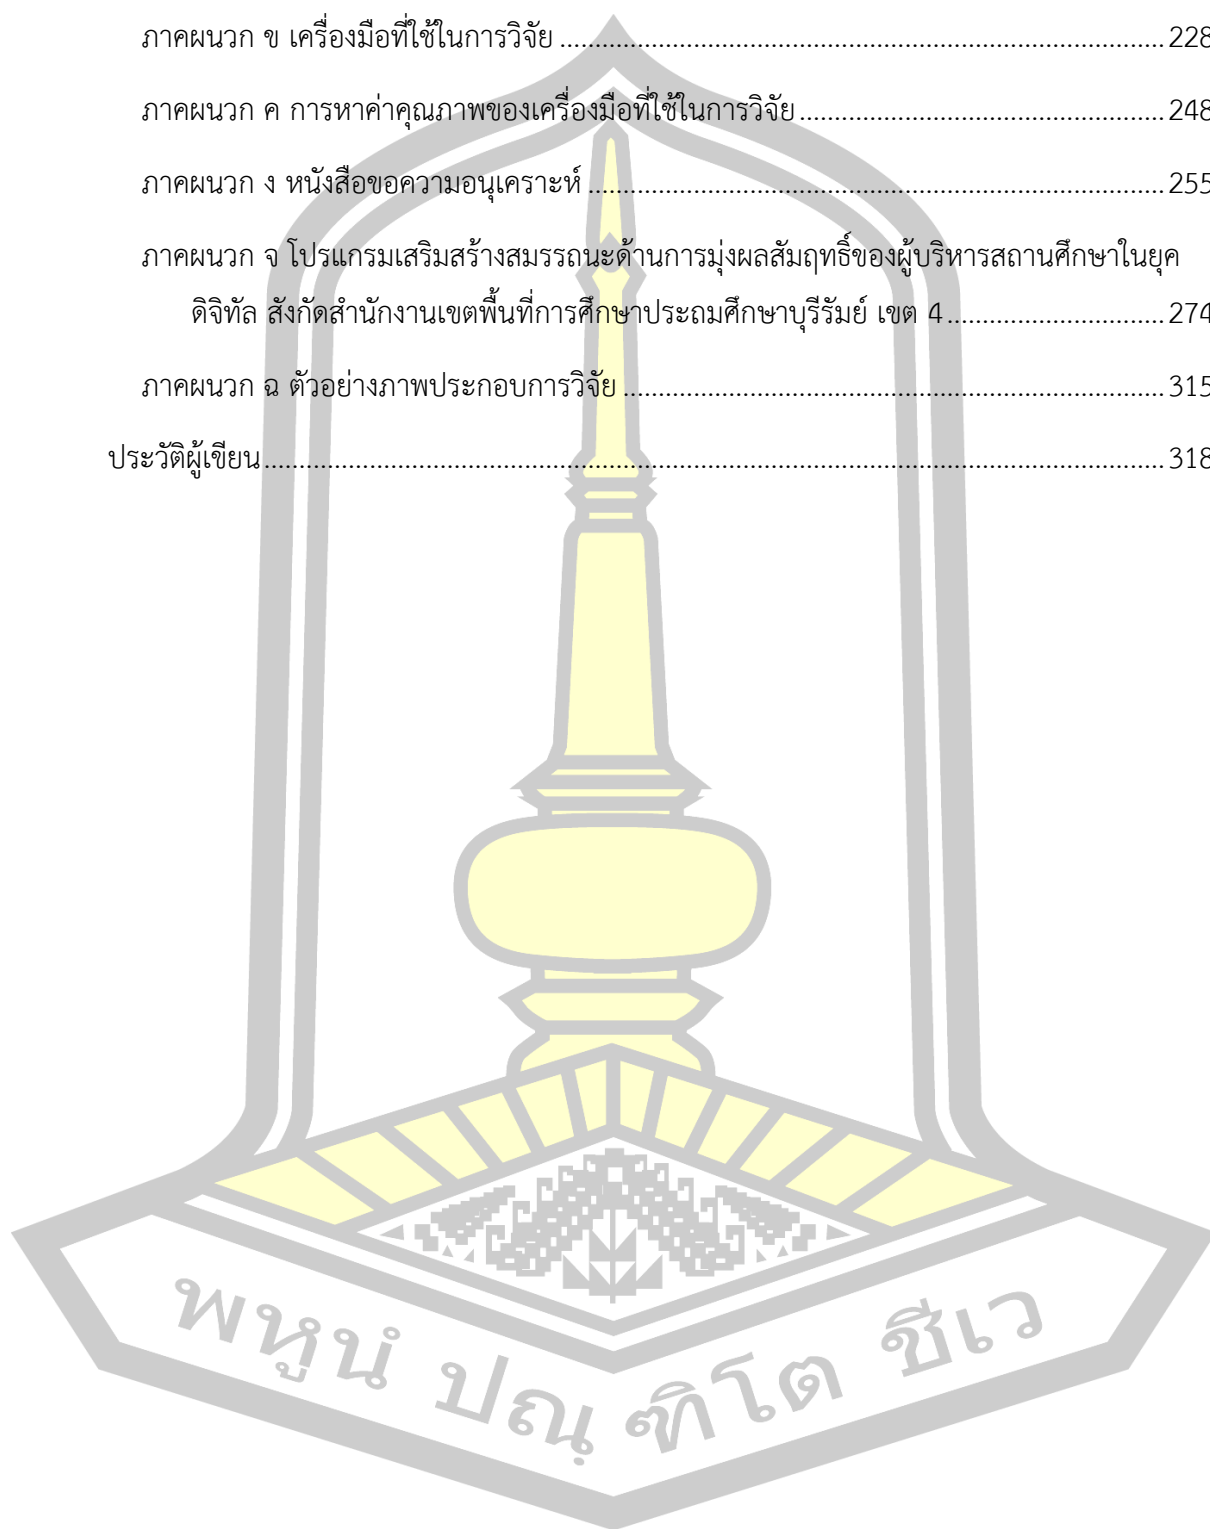 ภาคผนวก ข เครื่องมือที่ใช้ในการวิจัย ........................................................................................ 228
ภาคผนวก ค การหาค่าคุณภาพของเครื่องมือที่ใช้ในการวิจัย ..................................................... 248
ภาคผนวก ง หนังสือขอความอนุเคราะห์ .................................................................................... 255
ภาคผนวก จ โปรแกรมเสริมสร้างสมรรถนะด้านการมุ่งผลสัมฤทธิ์ของผู้บริหารสถานศึกษาในยุค
ดิจิทัล สังกัดสำนักงานเขตพื้นที่การศึกษาประถมศึกษาบุรีรัมย์ เขต 4 ................................ 274
ภาคผนวก ฉ ตัวอย่างภาพประกอบการวิจัย ............................................................................... 315
ประวัติผู้เขียน .................................................................................................................................... 318
พหูนํ ปณฺฑิโต ชีเว